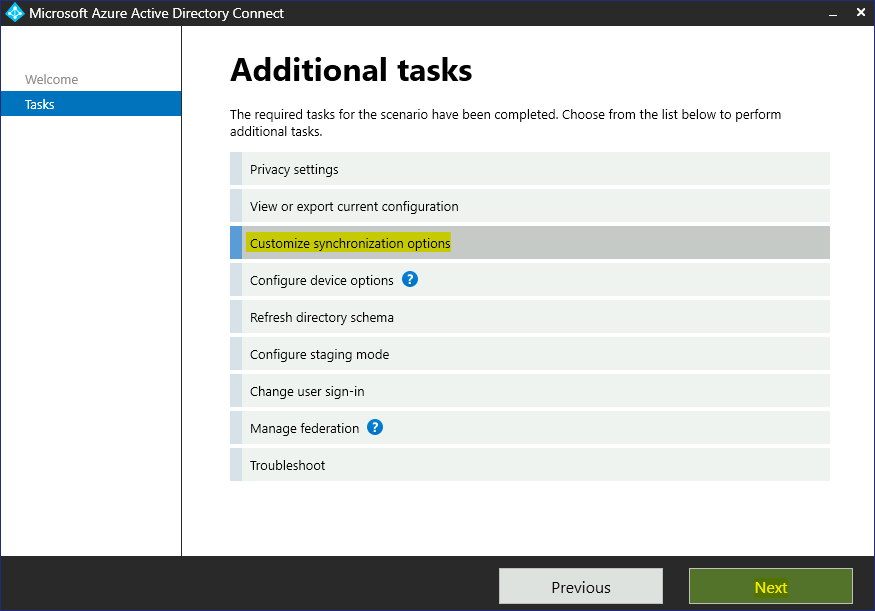 Microsoft Azure Active Directory Connect
Welcome
Tasks
Additional tasks
The required tasks for the scenario have been completed. Choose from the list below to perform
additional tasks.
Privacy settings
View or export current configuration
Customize synchronization options
Configure device options ?
Refresh directory schema
Configure staging mode
Change user sign-in
Manage federation ?
Troubleshoot
Previous
Next